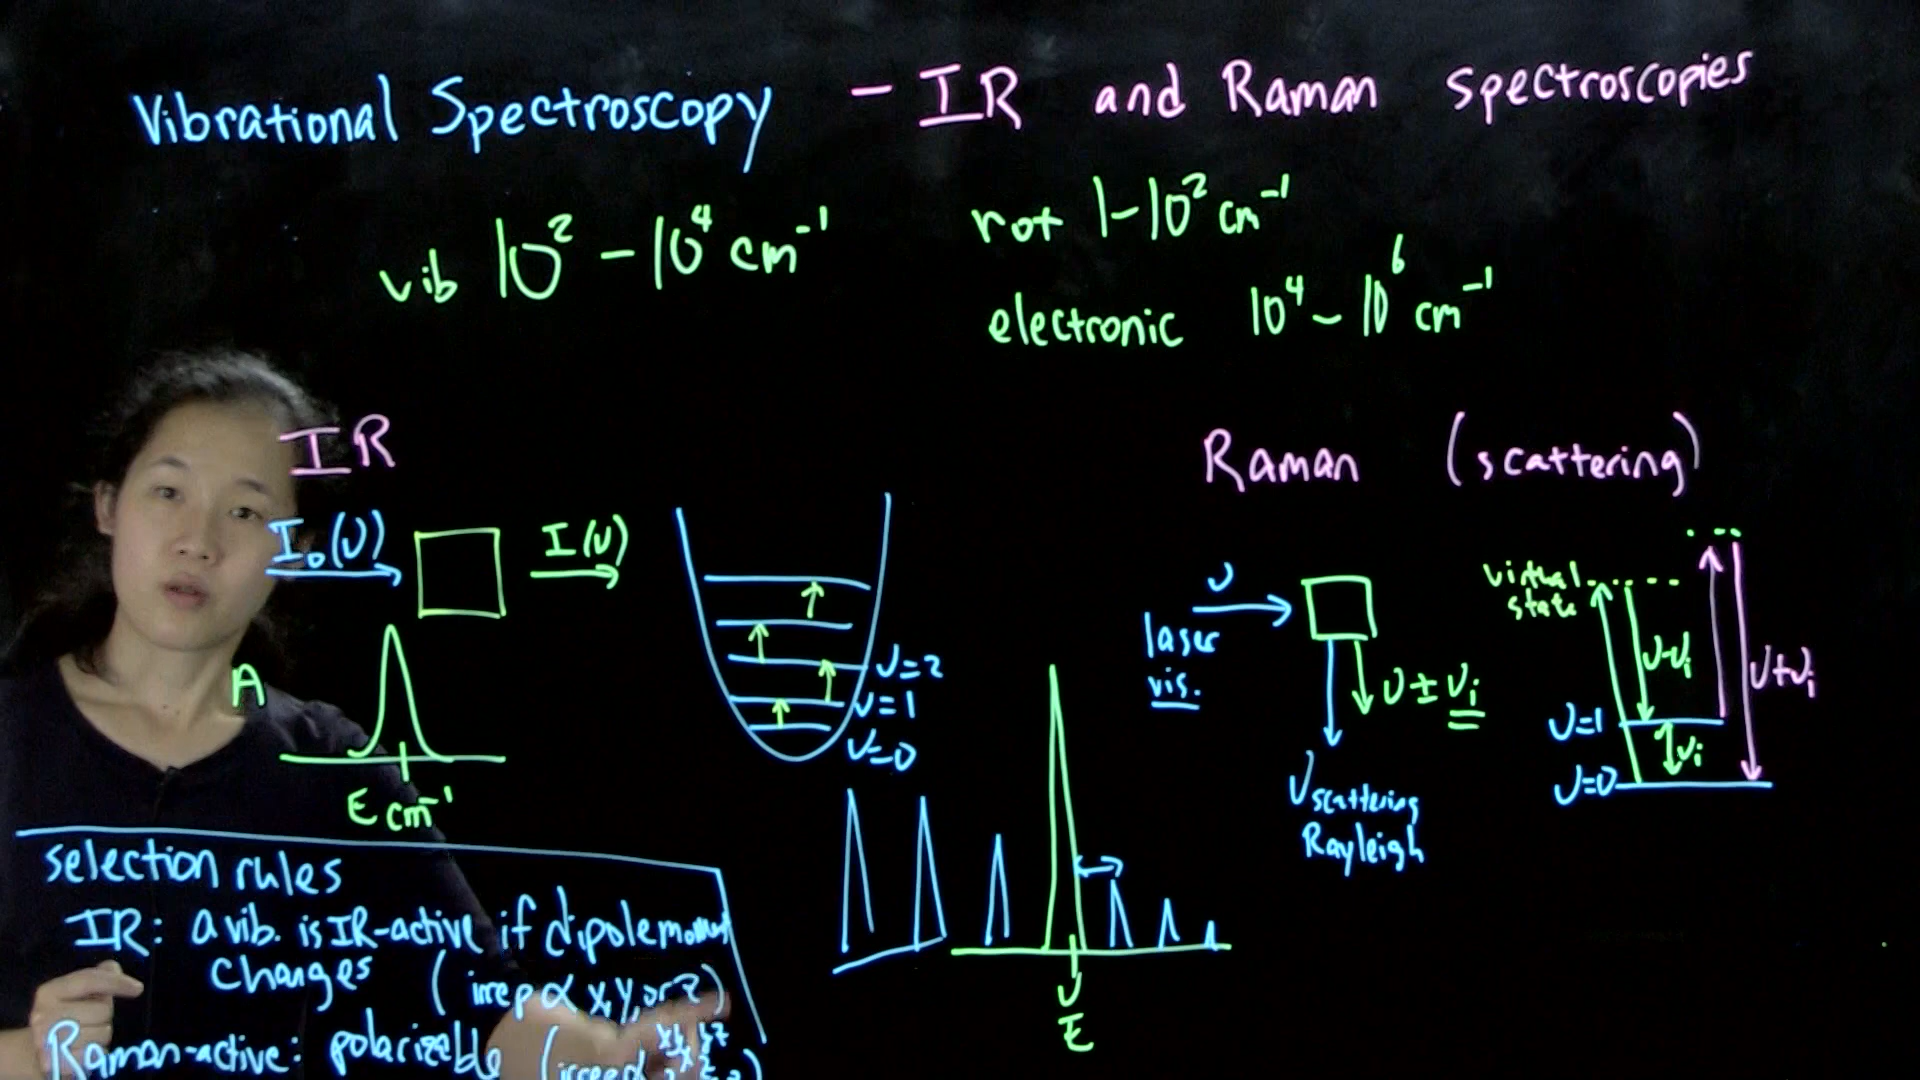 Vibrational Spectroscopy - IR and Raman Spectroscopies
vib 10² - 10⁴ cm⁻¹
rot 1-10² cm⁻¹
electronic 10⁴ - 10⁶ cm⁻¹
IR
I₀(ν)
I(ν)
A
E cm⁻¹
ν=2
ν=1
ν=0
Raman (scattering)
ν
laser
vis.
ν ± νᵢ
ν scattering
Rayleigh
virtual
state
ν-νᵢ
ν+νᵢ
ν=1
νᵢ
ν=0
ν
E
selection rules
IR: a vib. is IR-active if dipole moment
changes (irrep α x, y, or z)
Raman-active: polarizable (irrep α